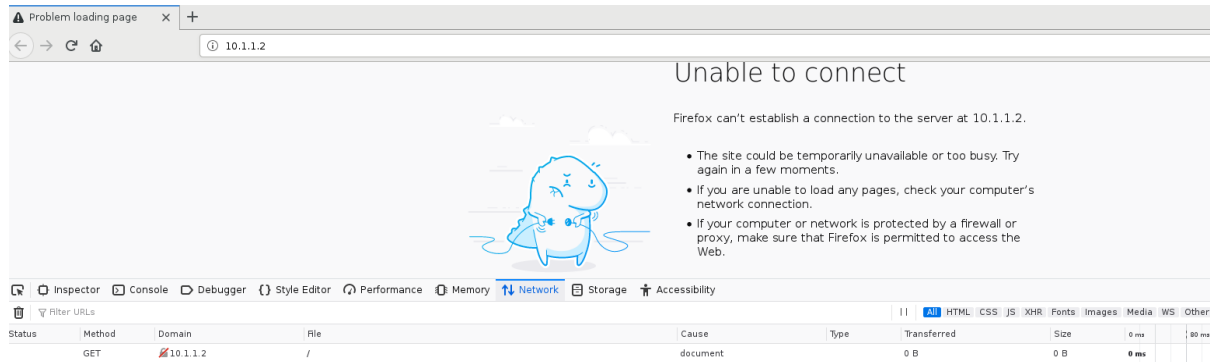 Problem loading page
10.1.1.2
Unable to connect
Firefox can’t establish a connection to the server at 10.1.1.2.
• The site could be temporarily unavailable or too busy. Try
again in a few moments.
• If you are unable to load any pages, check your computer’s
network connection.
• If your computer or network is protected by a firewall or
proxy, make sure that Firefox is permitted to access the
Web.
Inspector Console Debugger {} Style Editor Performance Memory Network Storage Accessibility
Filter URLs All HTML CSS JS XHR Fonts Images Media WS Other
Status Method Domain File Cause Type Transferred Size 0 ms 80 ms
GET 10.1.1.2 / document 0 B 0 B 0 ms